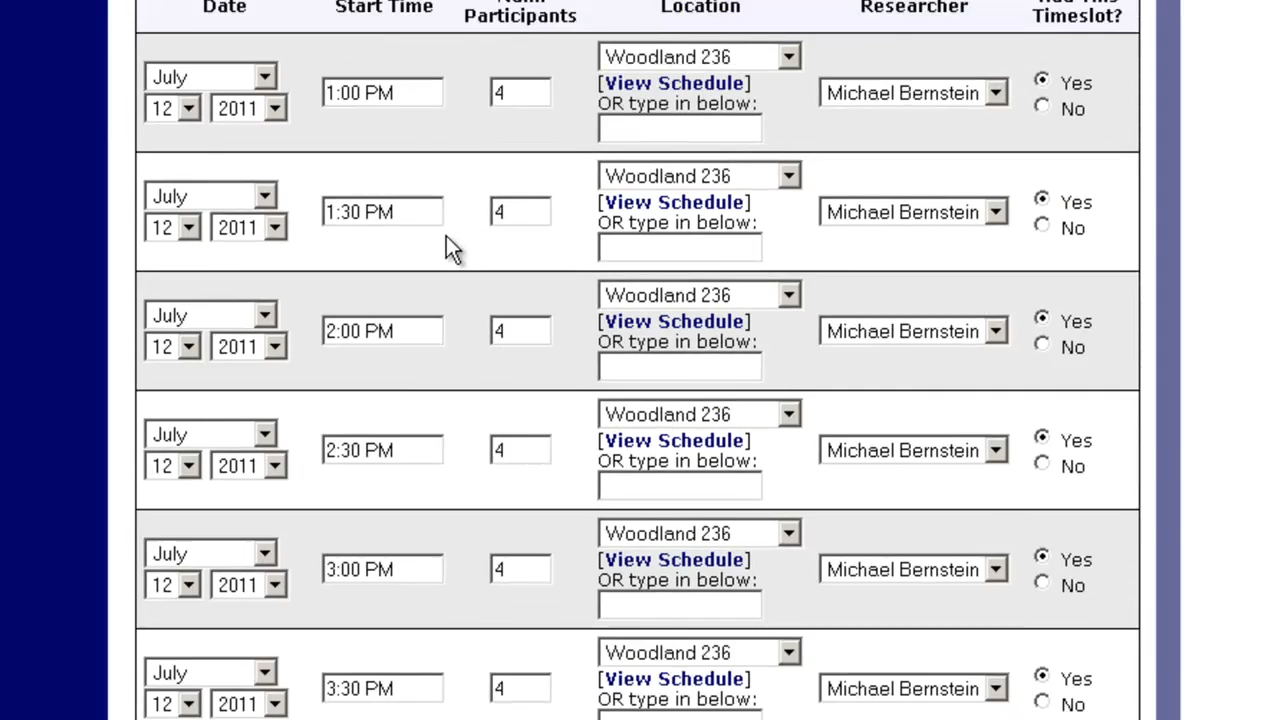 Date Start Time Participants Location Researcher Timeslot?
July Woodland 236
[View Schedule] Yes
12 2011 1:00 PM 4 OR type in below: Michael Bernstein No
July Woodland 236
[View Schedule] Yes
12 2011 1:30 PM 4 OR type in below: Michael Bernstein No
July Woodland 236
[View Schedule] Yes
12 2011 2:00 PM 4 OR type in below: Michael Bernstein No
July Woodland 236
[View Schedule] Yes
12 2011 2:30 PM 4 OR type in below: Michael Bernstein No
July Woodland 236
[View Schedule] Yes
12 2011 3:00 PM 4 OR type in below: Michael Bernstein No
July Woodland 236
[View Schedule] Yes
12 2011 3:30 PM 4 OR type in below: Michael Bernstein No